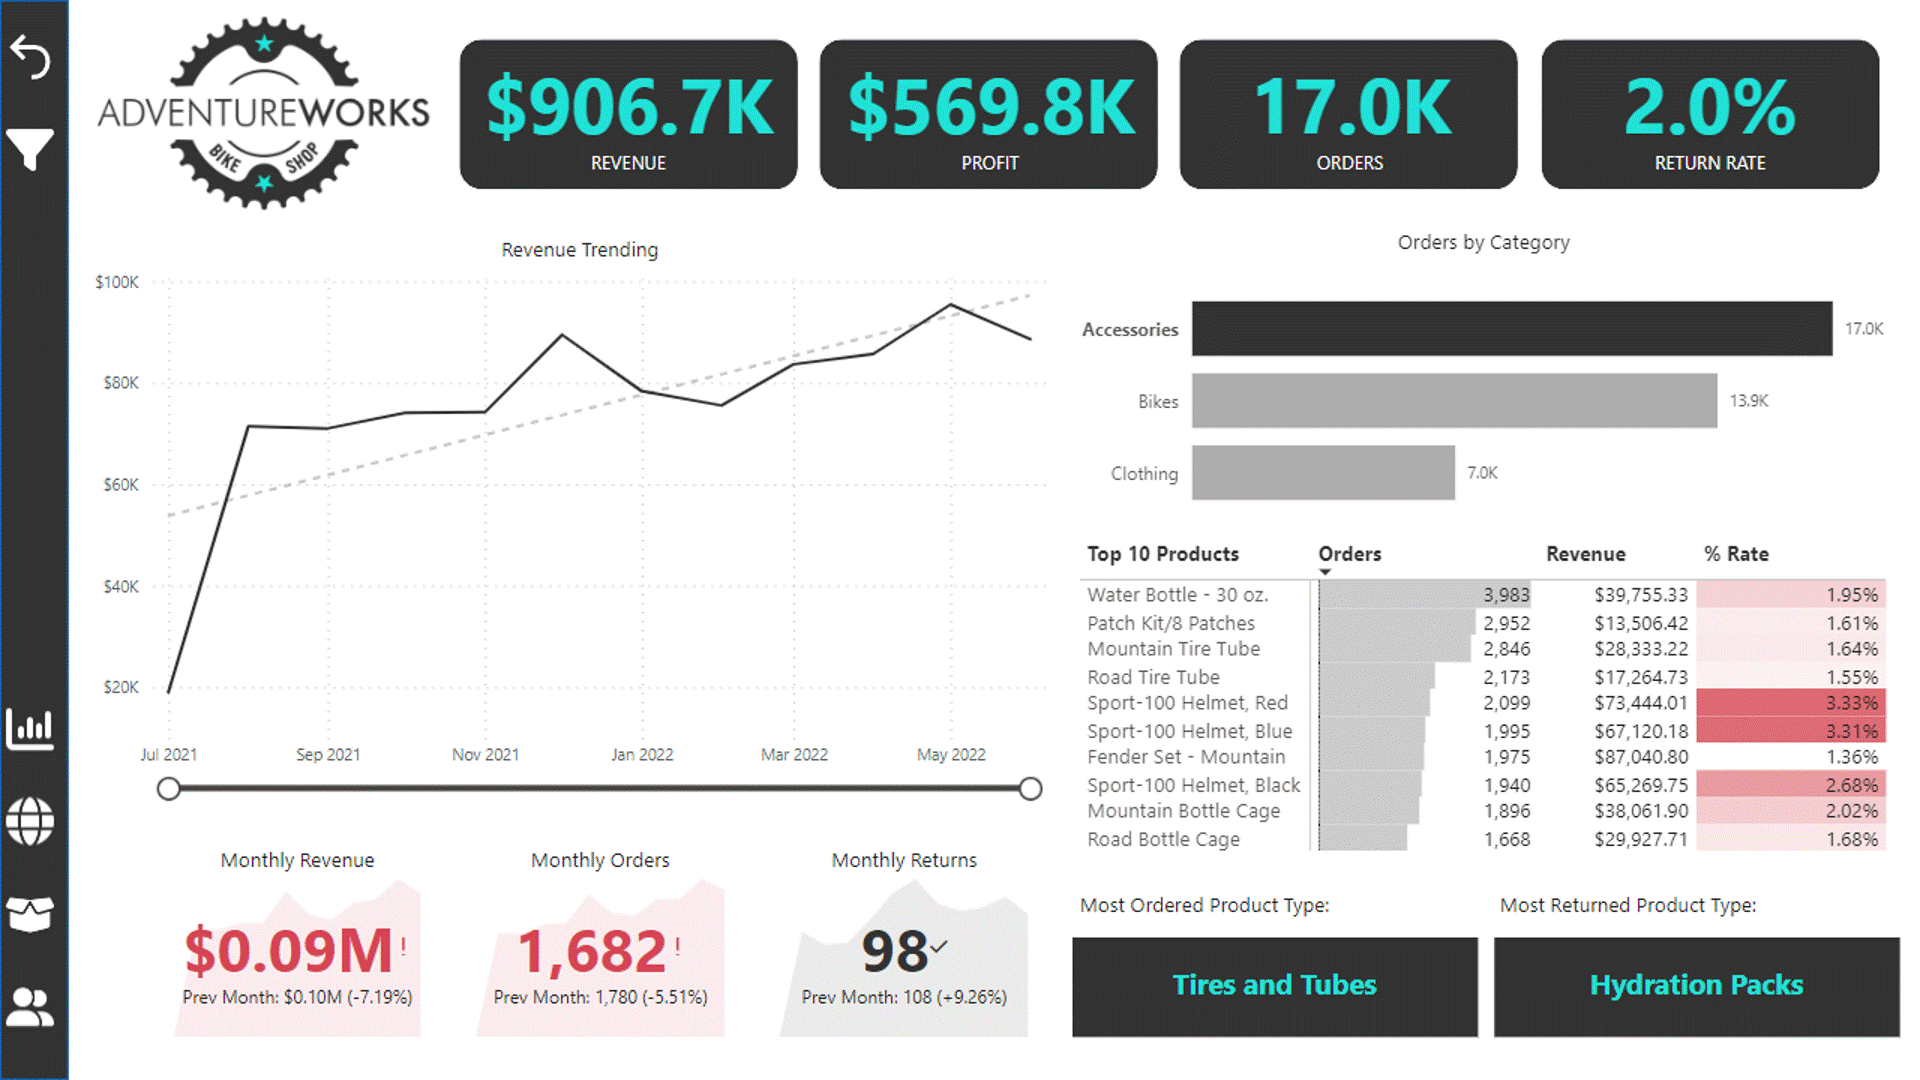 ADVENTUREWORKS
BIKE SHOP
$906.7K
REVENUE
$569.8K
PROFIT
17.0K
ORDERS
2.0%
RETURN RATE
Revenue Trending
$100K
$80K
$60K
$40K
$20K
Jul 2021 Sep 2021 Nov 2021 Jan 2022 Mar 2022 May 2022
Orders by Category
Accessories 17.0K
Bikes 13.9K
Clothing 7.0K
Top 10 Products Orders Revenue % Rate
Water Bottle - 30 oz. 3,983 $39,755.33 1.95%
Patch Kit/8 Patches 2,952 $13,506.42 1.61%
Mountain Tire Tube 2,846 $28,333.22 1.64%
Road Tire Tube 2,173 $17,264.73 1.55%
Sport-100 Helmet, Red 2,099 $73,444.01 3.33%
Sport-100 Helmet, Blue 1,995 $67,120.18 3.31%
Fender Set - Mountain 1,975 $87,040.80 1.36%
Sport-100 Helmet, Black 1,940 $65,269.75 2.68%
Mountain Bottle Cage 1,896 $38,061.90 2.02%
Road Bottle Cage 1,668 $29,927.71 1.68%
Monthly Revenue
$0.09M !
Prev Month: $0.10M (-7.19%)
Monthly Orders
1,682 !
Prev Month: 1,780 (-5.51%)
Monthly Returns
98
Prev Month: 108 (+9.26%)
Most Ordered Product Type:
Tires and Tubes
Most Returned Product Type:
Hydration Packs